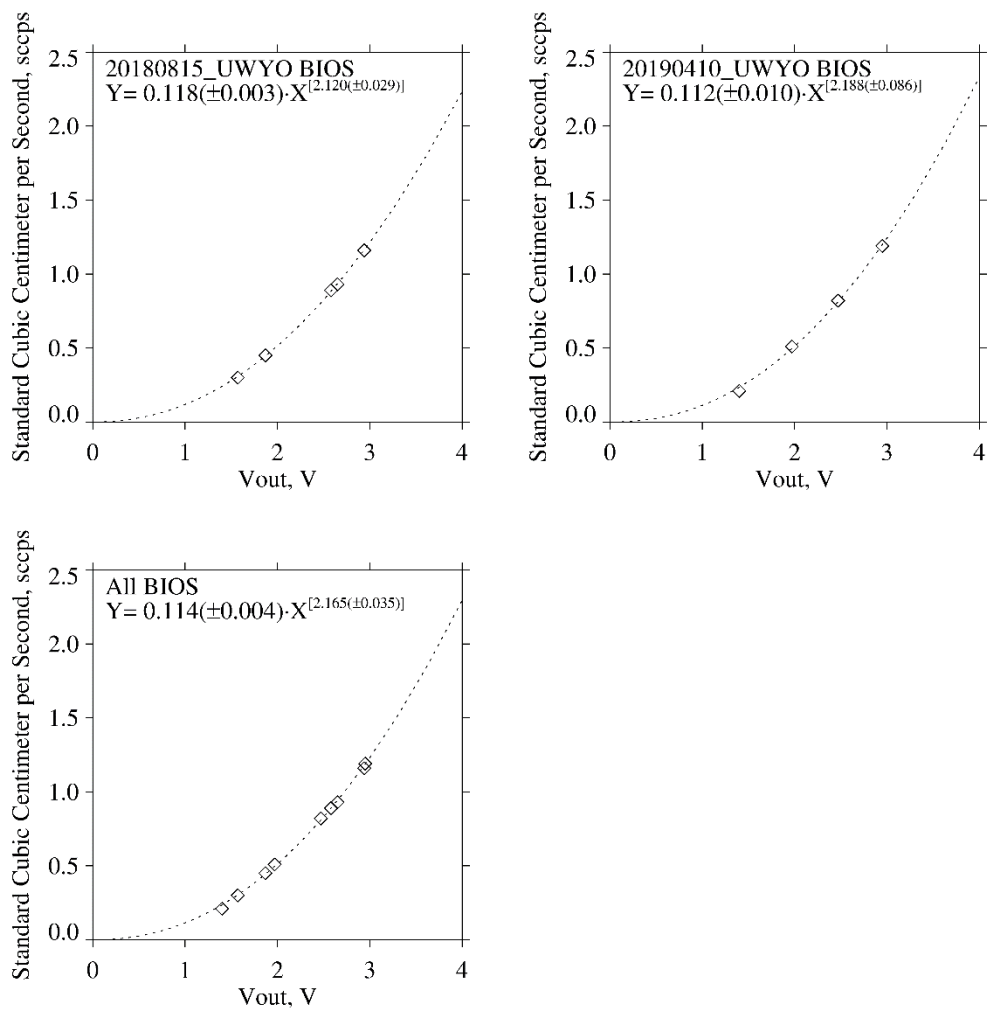 20180815_UWYO BIOS
Y= 0.118(±0.003)·X[2.120(±0.029)]
Standard Cubic Centimeter per Second, sccps
2.5
2.0
1.5
1.0
0.5
0.0
0 1 2 3 4
Vout, V
20190410_UWYO BIOS
Y= 0.112(±0.010)·X[2.188(±0.086)]
Standard Cubic Centimeter per Second, sccps
2.5
2.0
1.5
1.0
0.5
0.0
0 1 2 3 4
Vout, V
All BIOS
Y= 0.114(±0.004)·X[2.165(±0.035)]
Standard Cubic Centimeter per Second, sccps
2.5
2.0
1.5
1.0
0.5
0.0
0 1 2 3 4
Vout, V